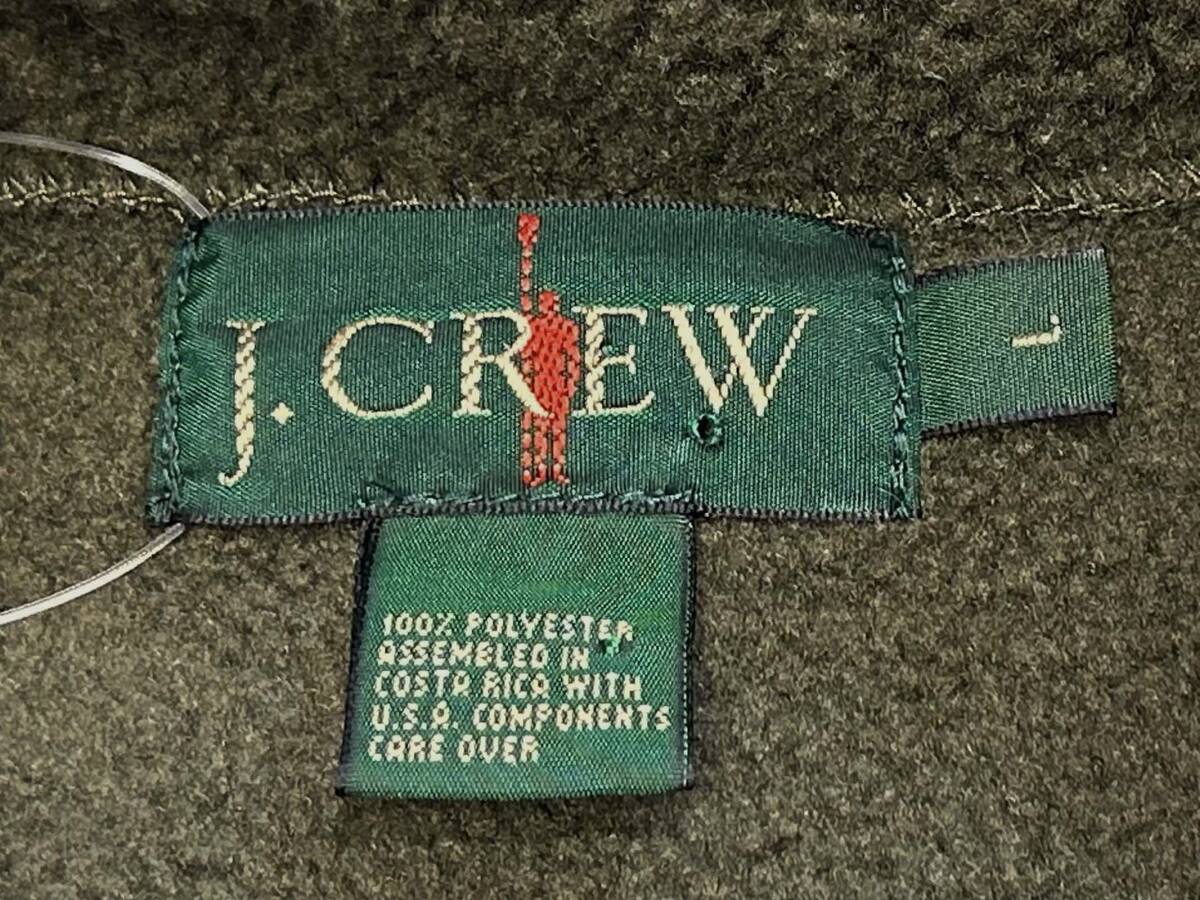 J.CREW
L
100% POLYESTER
ASSEMBLED IN
COSTA RICA WITH
U.S.A. COMPONENTS
CARE OVER